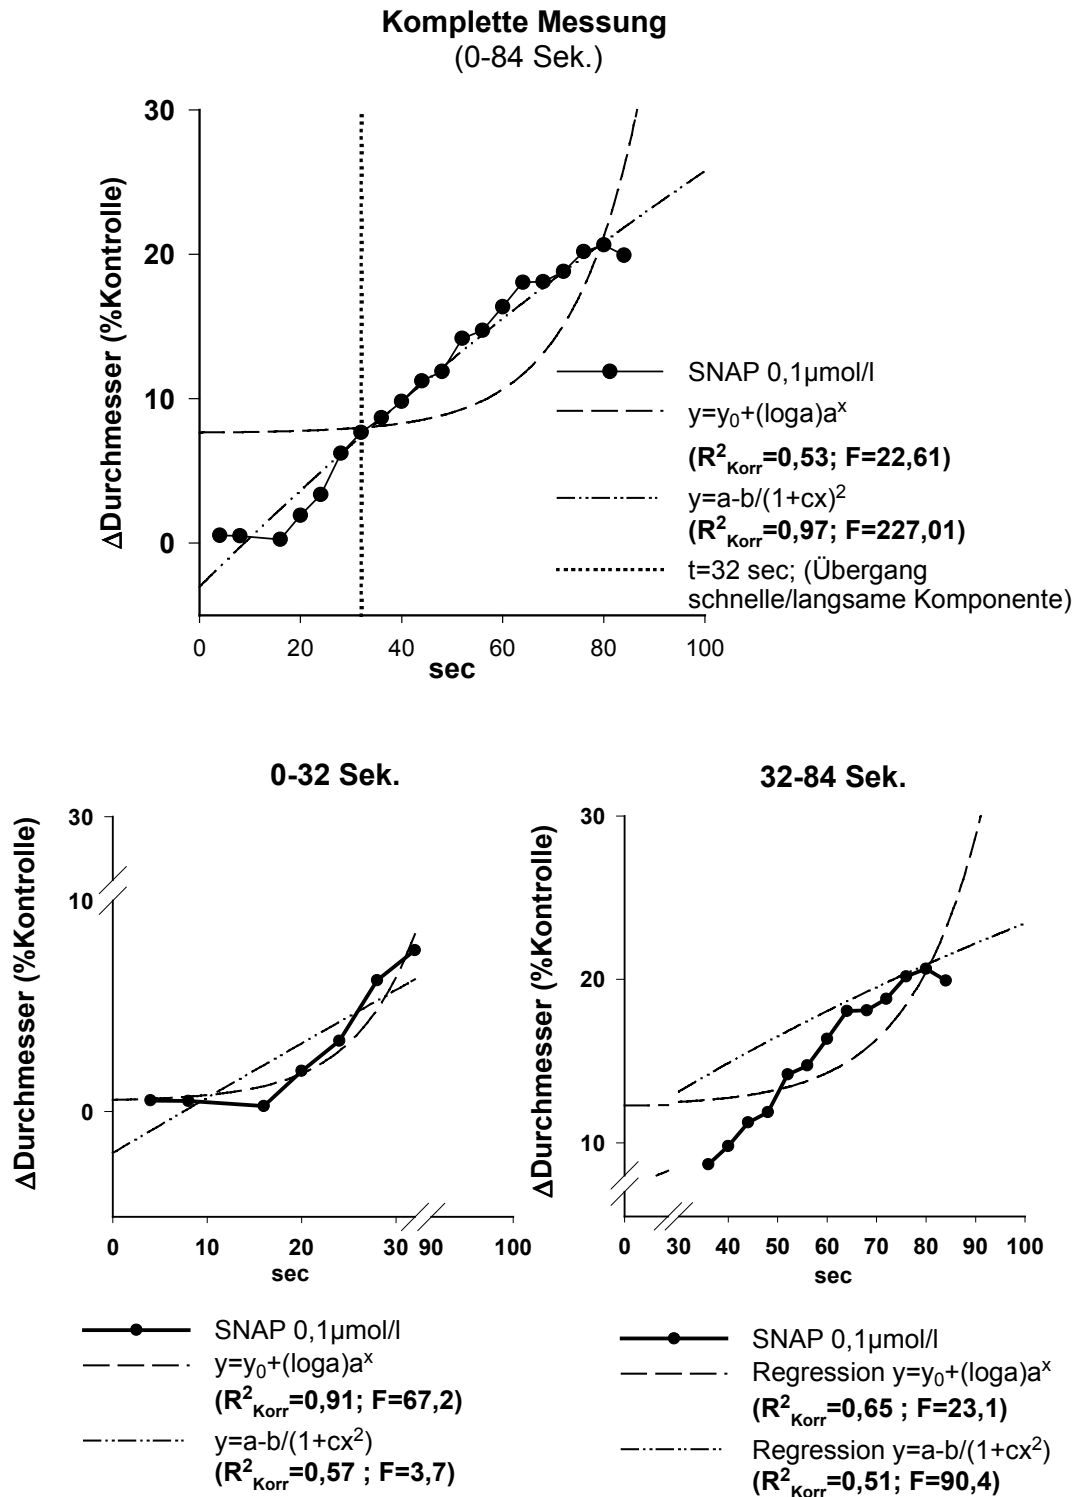 Komplette Messung
(0-84 Sek.)
ΔDurchmesser (%Kontrolle)
30
20
10
0
0 20 40 60 80 100
sec
SNAP 0,1µmol/l
y=y₀+(loga)aˣ
(R²Korr=0,53; F=22,61)
y=a-b/(1+cx)²
(R²Korr=0,97; F=227,01)
t=32 sec; (Übergang
schnelle/langsame Komponente)
0-32 Sek.
ΔDurchmesser (%Kontrolle)
30
10
0
0 10 20 30 90 100
sec
SNAP 0,1µmol/l
y=y₀+(loga)aˣ
(R²Korr=0,91; F=67,2)
y=a-b/(1+cx²)
(R²Korr=0,57 ; F=3,7)
32-84 Sek.
ΔDurchmesser (%Kontrolle)
30
20
10
0 30 40 50 60 70 80 90 100
sec
SNAP 0,1µmol/l
Regression y=y₀+(loga)aˣ
(R²Korr=0,65 ; F=23,1)
Regression y=a-b/(1+cx²)
(R²Korr=0,51; F=90,4)